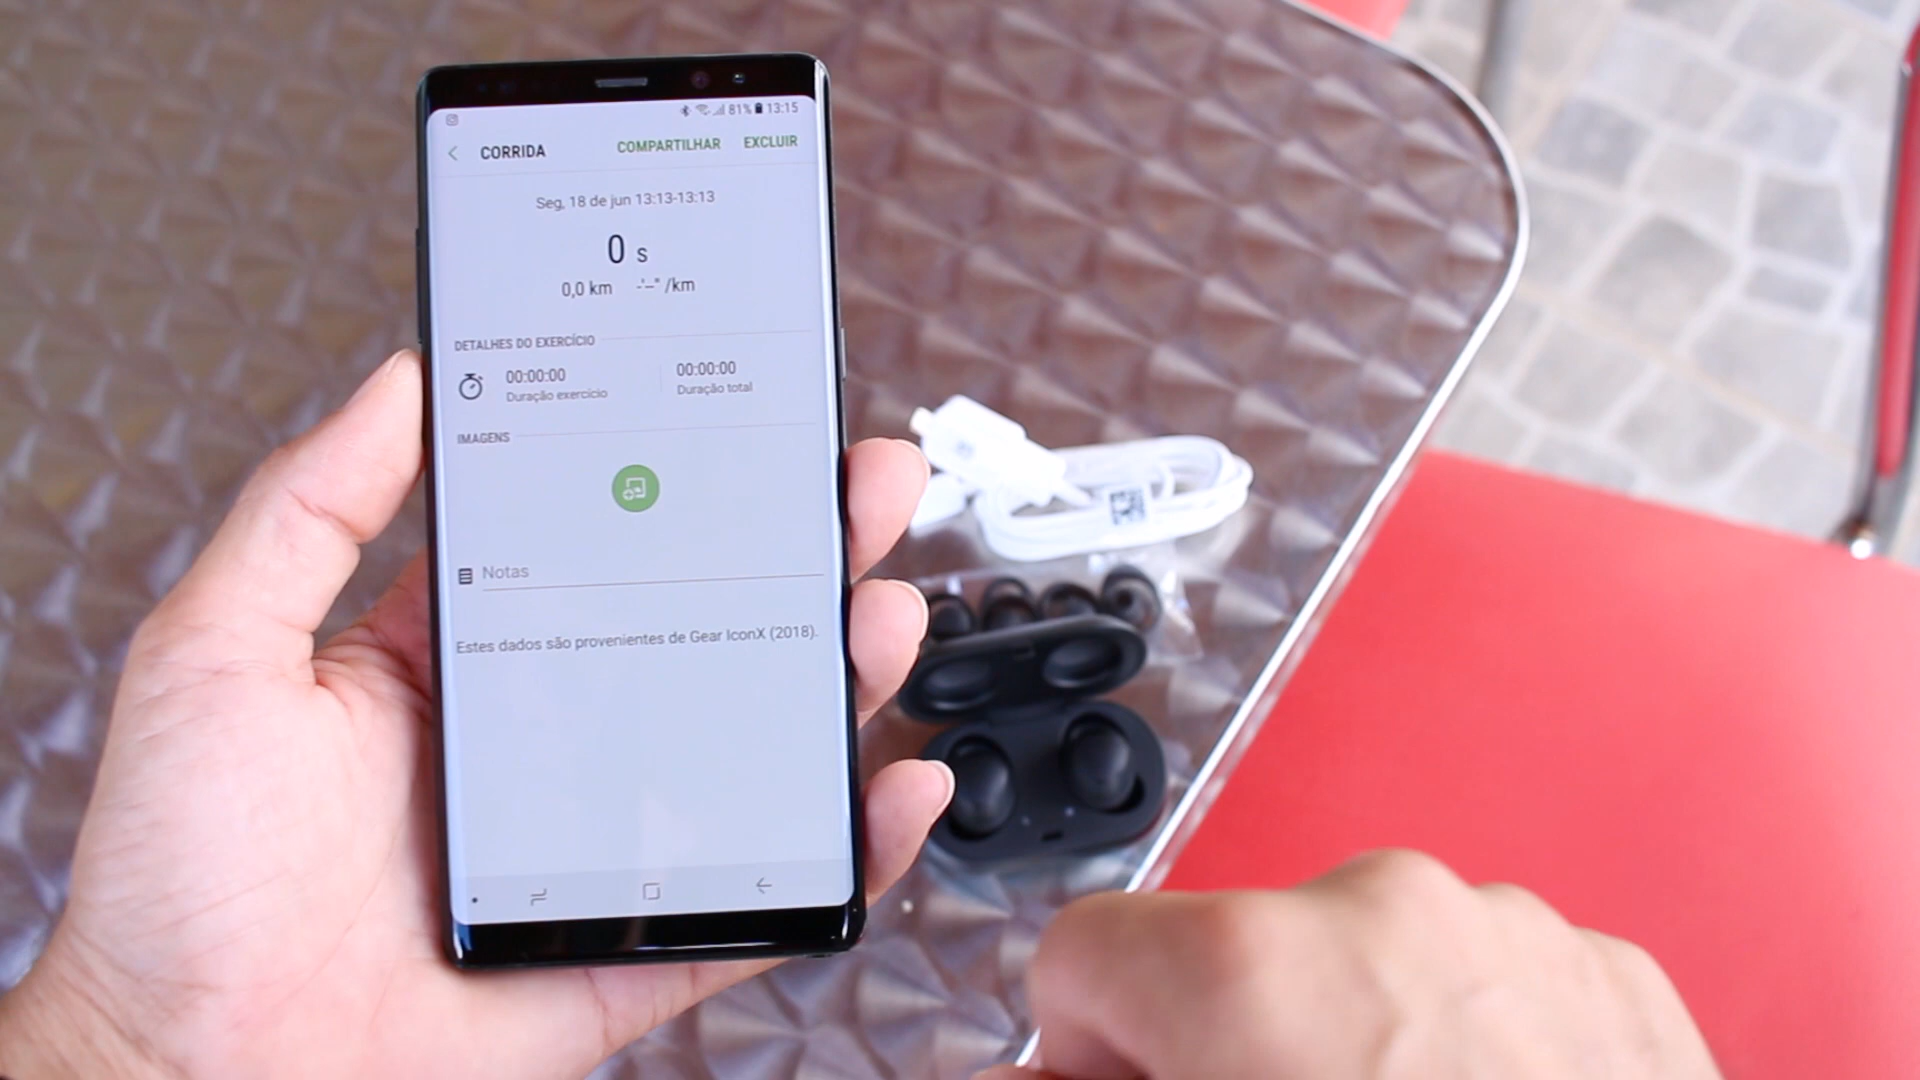 81% 13:15
CORRIDA COMPARTILHAR EXCLUIR
Seg, 18 de jun 13:13-13:13
0 s
0,0 km -'--" /km
DETALHES DO EXERCÍCIO
00:00:00 00:00:00
Duração exercício Duração total
IMAGENS
Notas
Estes dados são provenientes de Gear IconX (2018).